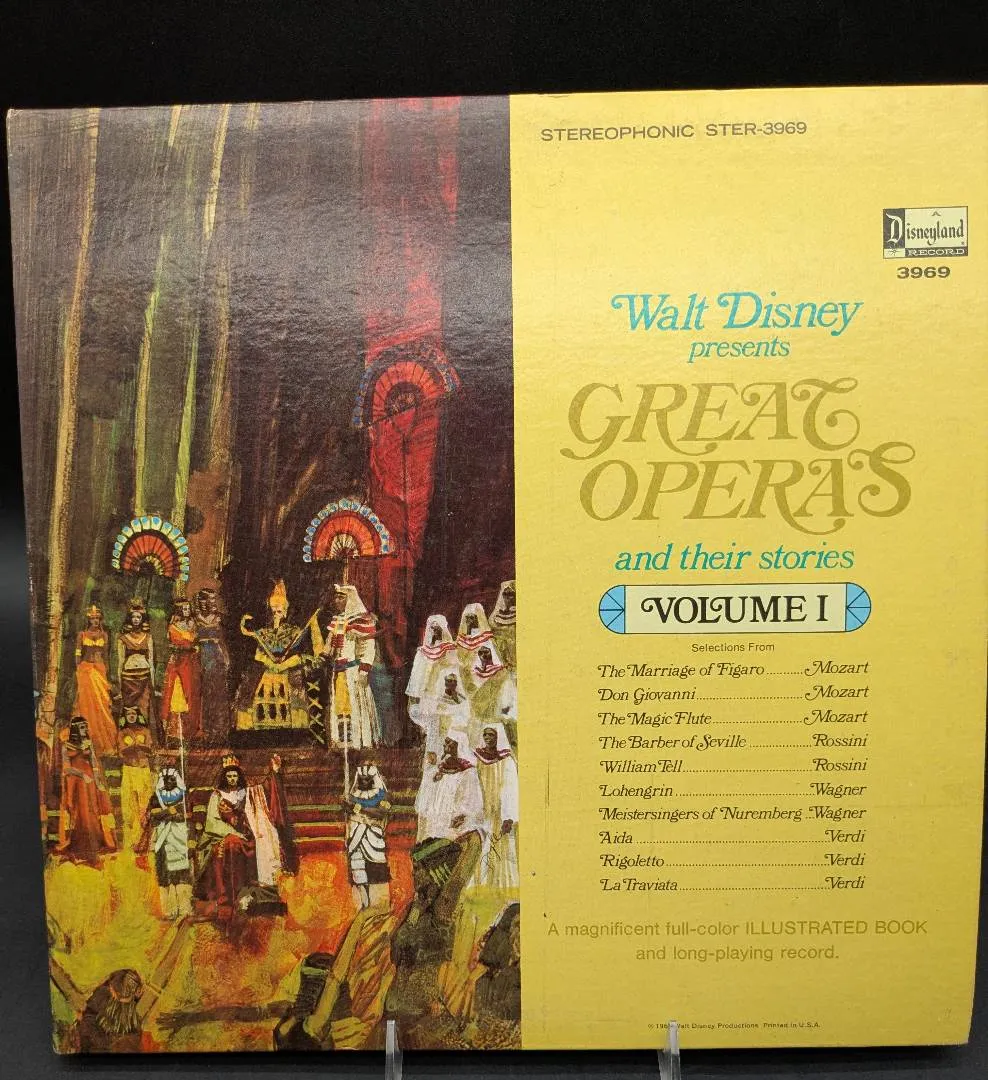 STEREOPHONIC STER-3969
A
Disneyland
RECORD
3969
Walt Disney
presents
GREAT
OPERAS
and their stories
VOLUME I
Selections From
The Marriage of Figaro..........Mozart
Don Giovanni..............................Mozart
The Magic Flute.........................Mozart
The Barber of Seville .................Rossini
William Tell...................................Rossini
Lohengrin ....................................Wagner
Meistersingers of Nuremberg ..Wagner
Aida ....................................................Verdi
Rigoletto............................................Verdi
La Traviata.........................................Verdi
A magnificent full-color ILLUSTRATED BOOK
and long-playing record.
© Walt Disney Productions Printed in U.S.A.